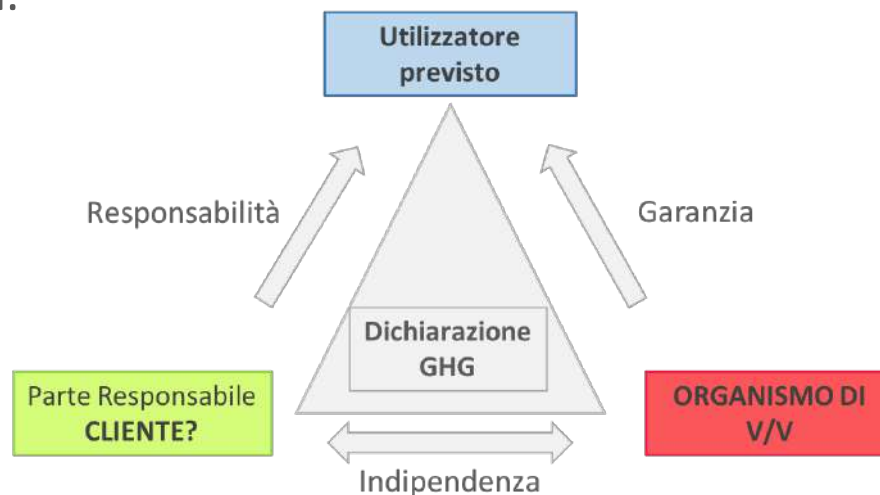 Utilizzatore
previsto
Responsabilità
Garanzia
Dichiarazione
GHG
Parte Responsabile
CLIENTE?
ORGANISMO DI
V/V
Indipendenza